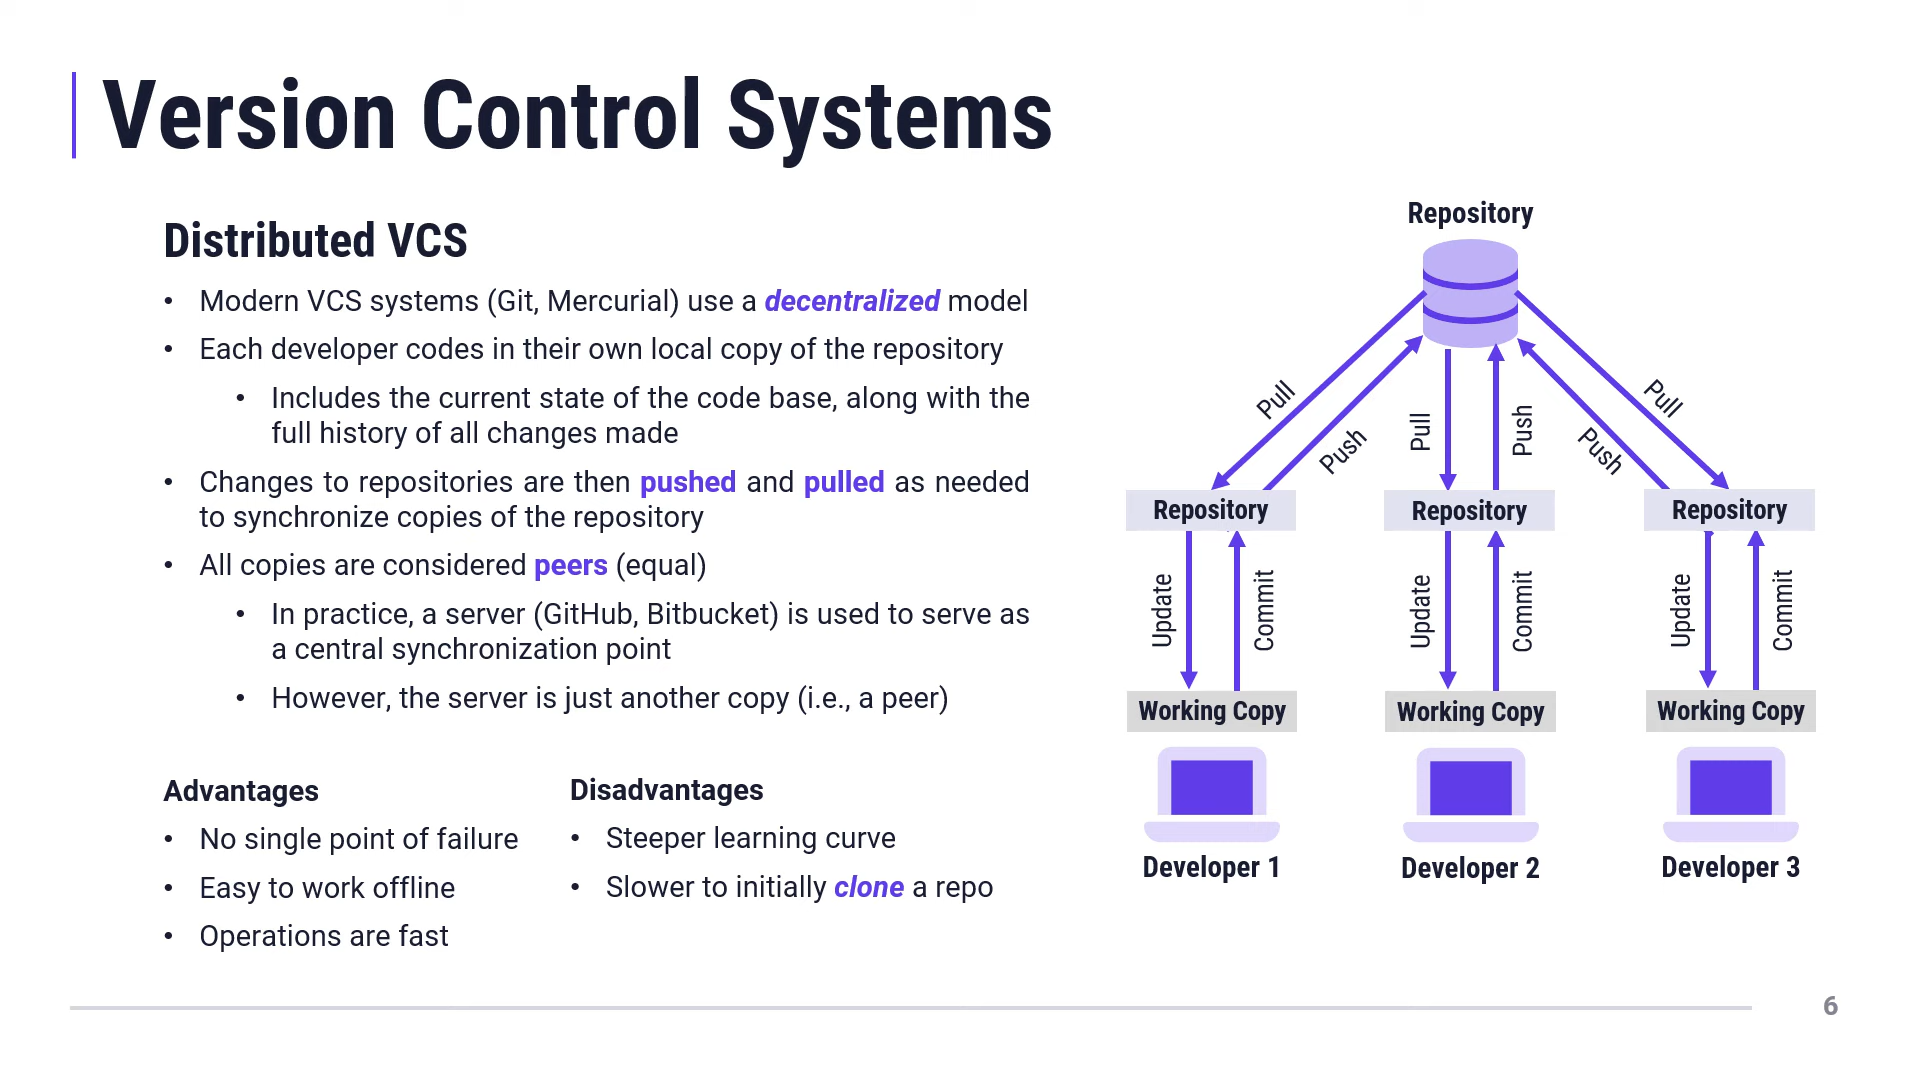 Version Control Systems
Distributed VCS
• Modern VCS systems (Git, Mercurial) use a decentralized model
• Each developer codes in their own local copy of the repository
• Includes the current state of the code base, along with the
full history of all changes made
• Changes to repositories are then pushed and pulled as needed
to synchronize copies of the repository
• All copies are considered peers (equal)
• In practice, a server (GitHub, Bitbucket) is used to serve as
a central synchronization point
• However, the server is just another copy (i.e., a peer)
Advantages
• No single point of failure
• Easy to work offline
• Operations are fast
Disadvantages
• Steeper learning curve
• Slower to initially clone a repo
Repository
Pull
Push
Pull
Push
Push
Pull
Repository
Repository
Repository
Update
Commit
Update
Commit
Update
Commit
Working Copy
Working Copy
Working Copy
Developer 1
Developer 2
Developer 3
6